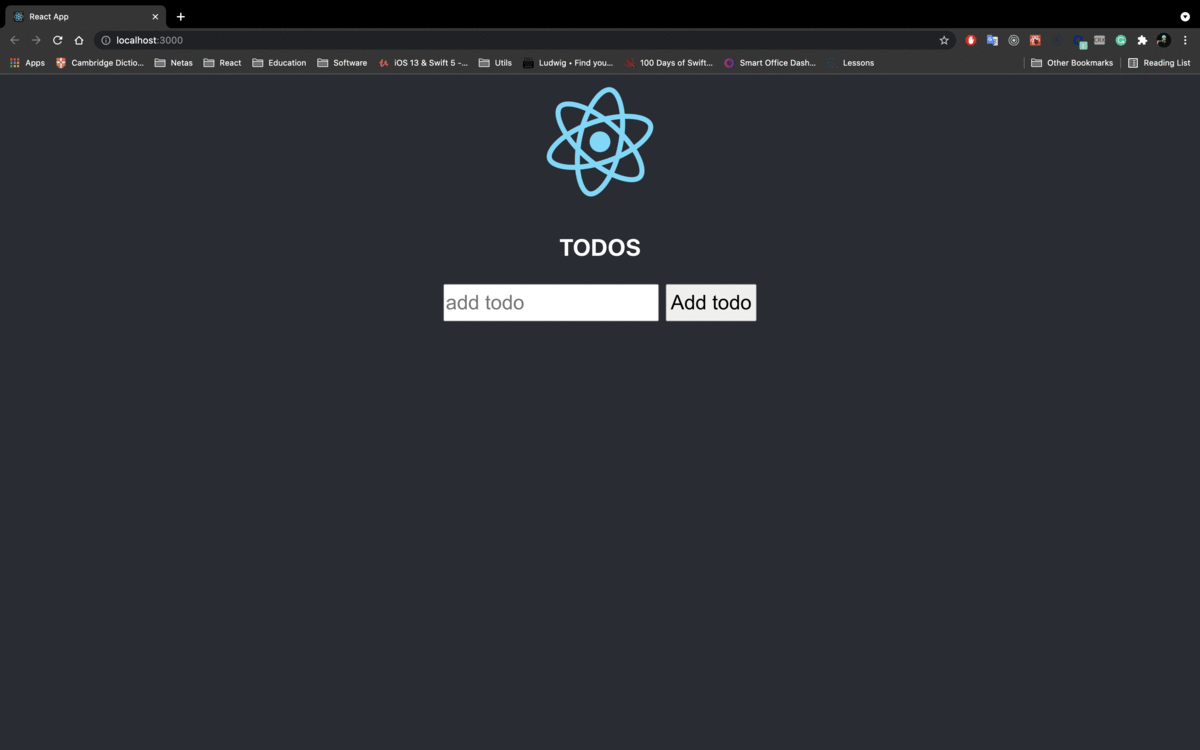 React App
localhost:3000
Apps Cambridge Dictio... Netas React Education Software iOS 13 & Swift 5 -... Utils Ludwig • Find you... 100 Days of Swift... Smart Office Dash... Lessons Other Bookmarks Reading List
TODOS
add todo Add todo